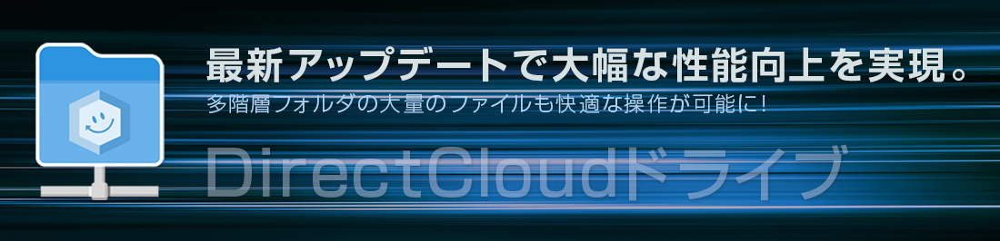 最新アップデートで大幅な性能向上を実現。
多階層フォルダの大量のファイルも快適な操作が可能に!
DirectCloudドライブ